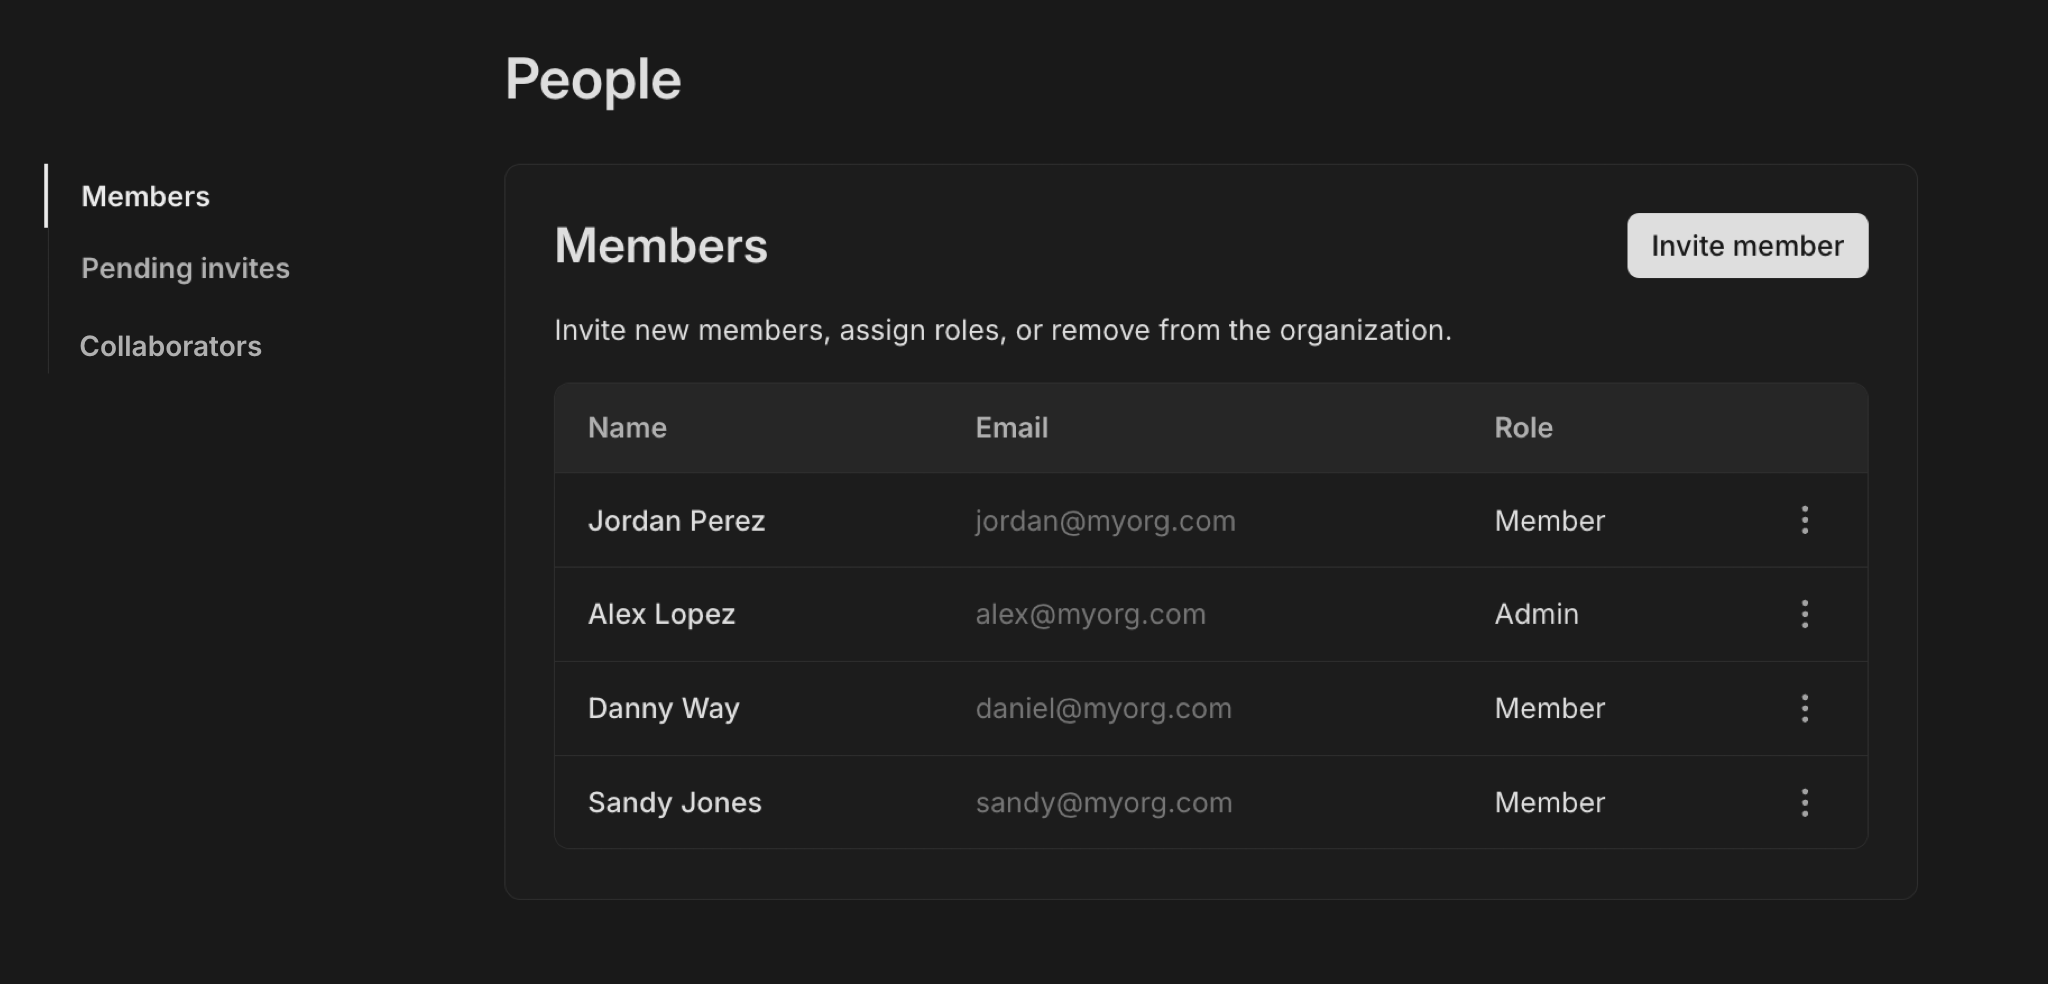 People
Members
Pending invites
Collaborators
Members
Invite member
Invite new members, assign roles, or remove from the organization.
Name Email Role
Jordan Perez jordan@myorg.com Member
Alex Lopez alex@myorg.com Admin
Danny Way daniel@myorg.com Member
Sandy Jones sandy@myorg.com Member